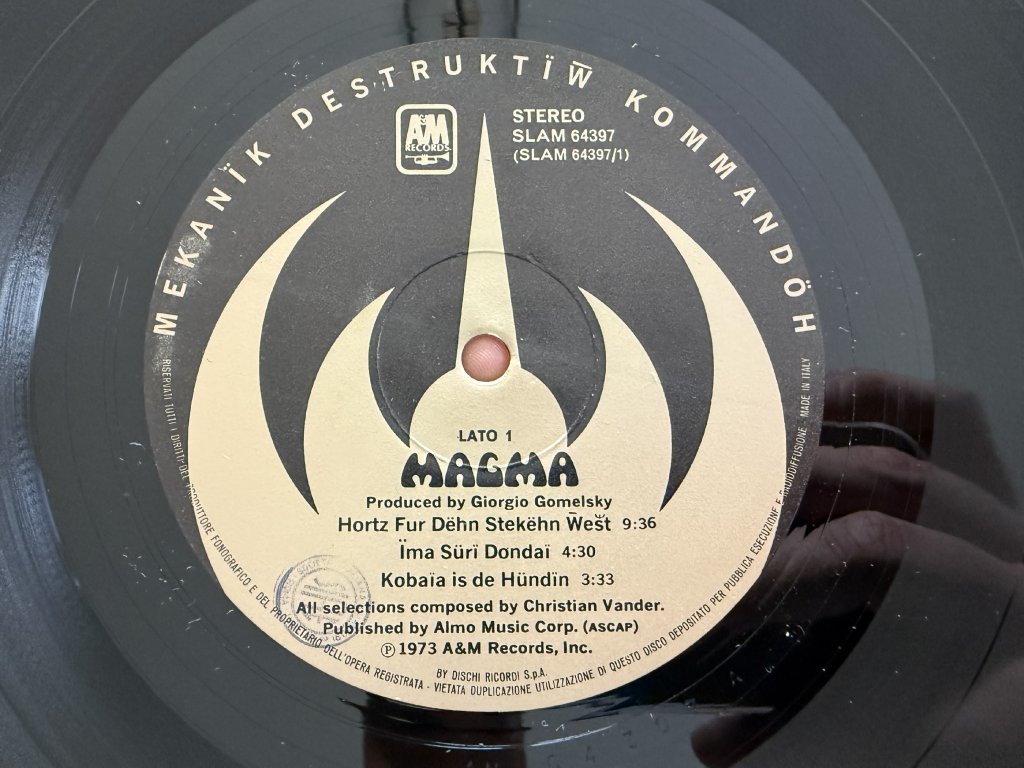 MEKANÏK DESTRUKTÏW̄ KOMMANDÖH
A&M
RECORDS
STEREO
SLAM 64397
(SLAM 64397/1)
LATO 1
MAGMA
Produced by Giorgio Gomelsky
Hortz Fur Dëhn Stekëhn W̄ešt 9:36
Ïma Süri Dondaï 4:30
Kobaïa is de Hündïn 3:33
All selections composed by Christian Vander.
Published by Almo Music Corp. (ASCAP)
Ⓟ 1973 A&M Records, Inc.
BY DISCHI RICORDI S.p.A.
RISERVATI TUTTI I DIRITTI DEL PRODUTTORE FONOGRAFICO E DEL PROPRIETARIO DELL'OPERA REGISTRATA - VIETATA DUPLICAZIONE UTILIZZAZIONE DI QUESTO DISCO DEPOSITATO PER PUBBLICA ESECUZIONE E RADIODIFFUSIONE - MADE IN ITALY